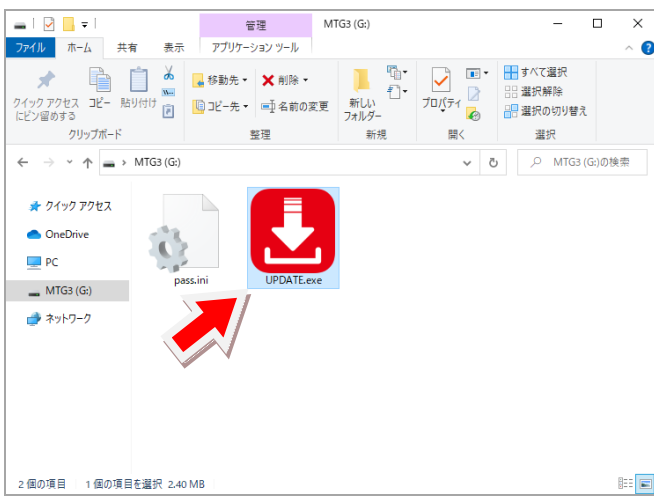 管理
MTG3 (G:)
ファイル ホーム 共有 表示 アプリケーション ツール
クイック アクセス
にピン留めする
コピー
貼り付け
移動先
コピー先
削除
名前の変更
新しい
フォルダー
プロパティ
すべて選択
選択解除
選択の切り替え
クリップボード 整理 新規 開く 選択
MTG3 (G:)
MTG3 (G:)の検索
クイック アクセス
OneDrive
PC
MTG3 (G:)
ネットワーク
pass.ini
UPDATE.exe
2 個の項目 1 個の項目を選択 2.40 MB